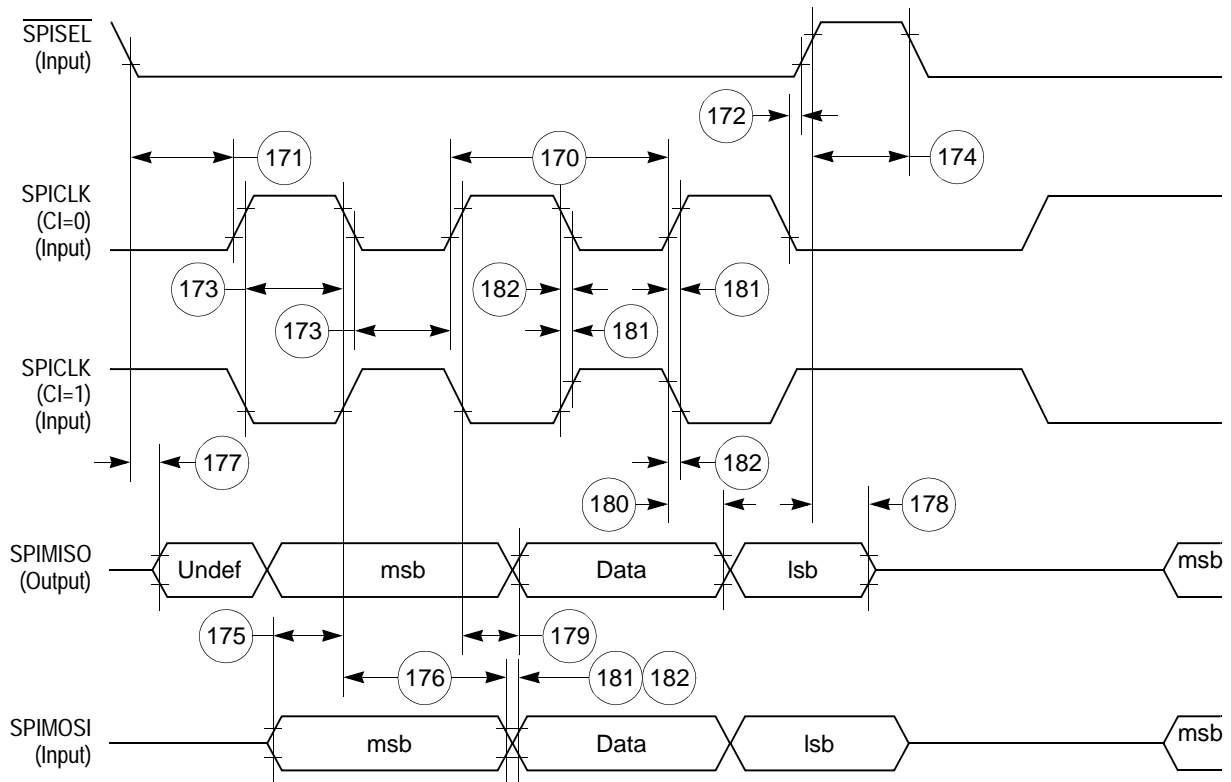 SPISEL
(Input)
172
171
170
174
SPICLK
(CI=0)
(Input)
173
182
181
173
181
SPICLK
(CI=1)
(Input)
177
182
180
178
SPIMISO
(Output)
Undef
msb
Data
lsb
msb
175
179
176
181
182
SPIMOSI
(Input)
msb
Data
lsb
msb